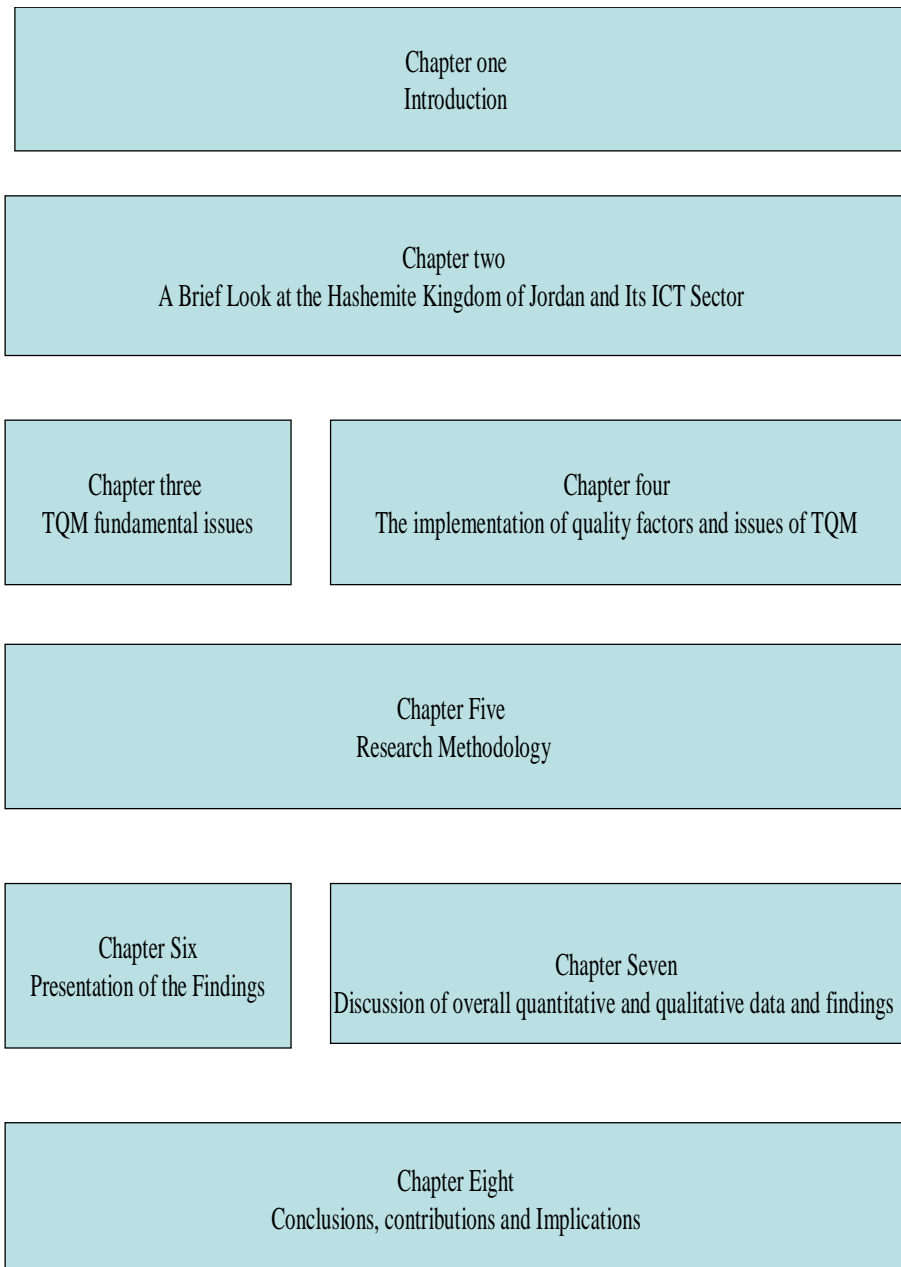 Chapter one
Introduction
Chapter two
A Brief Look at the Hashemite Kingdom of Jordan and Its ICT Sector
Chapter three
TQM fundamental issues
Chapter four
The implementation of quality factors and issues of TQM
Chapter Five
Research Methodology
Chapter Six
Presentation of the Findings
Chapter Seven
Discussion of overall quantitative and qualitative data and findings
Chapter Eight
Conclusions, contributions and Implications